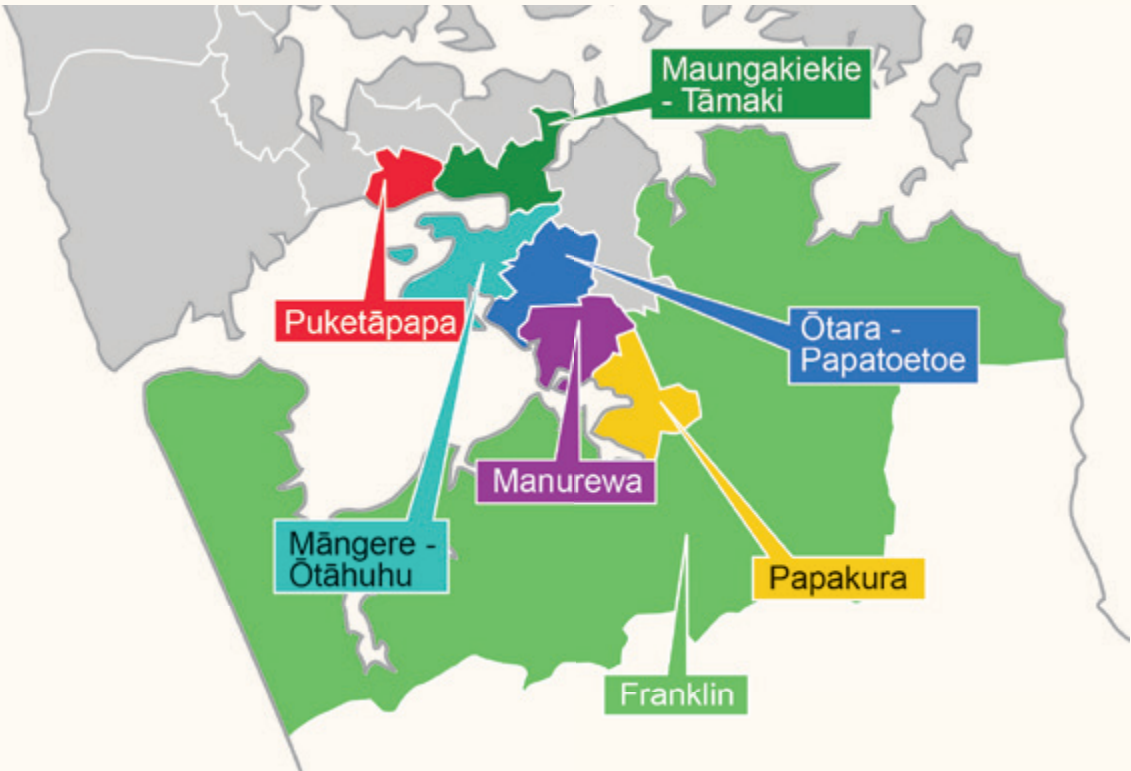 Maungakiekie
- Tāmaki
Puketāpapa
Ōtara -
Papatoetoe
Manurewa
Māngere -
Ōtāhuhu
Papakura
Franklin